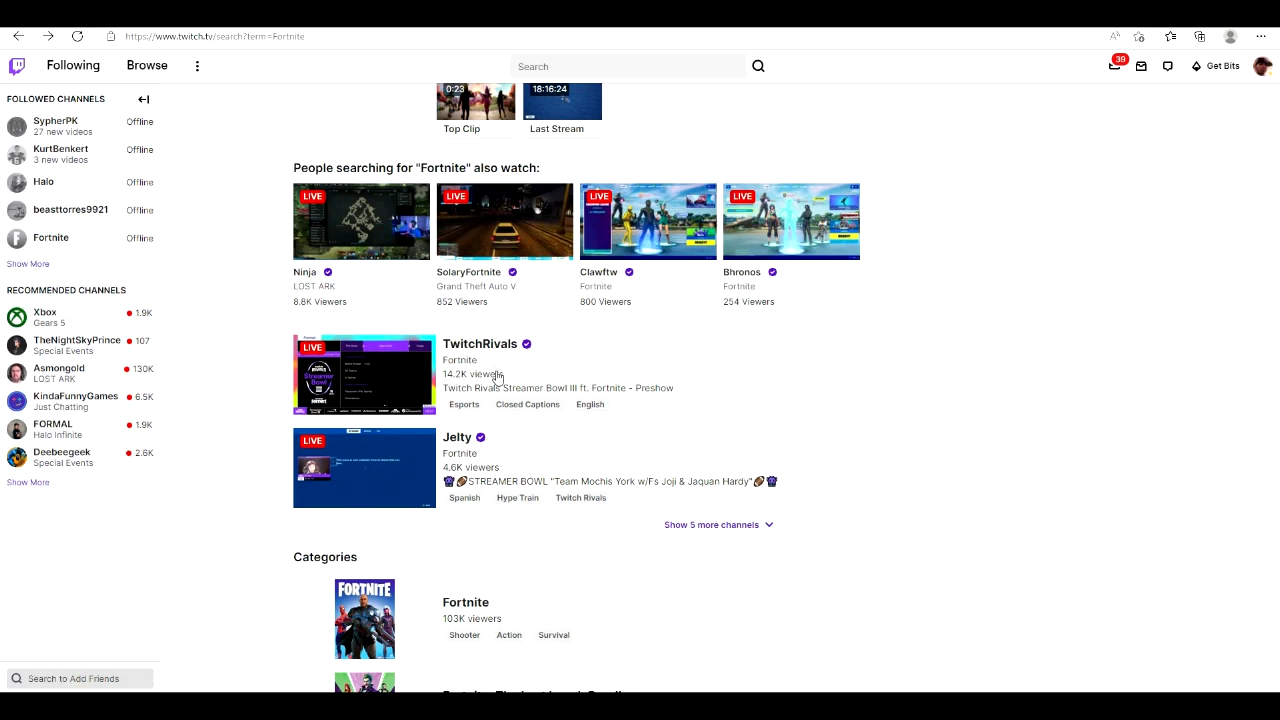 https://www.twitch.tv/search?term=Fortnite
Following
Browse
Search
39
Get Bits
FOLLOWED CHANNELS
SypherPK
Offline
27 new videos
KurtBenkert
Offline
3 new videos
Halo
Offline
beasttorres9921
Offline
Fortnite
Offline
Show More
RECOMMENDED CHANNELS
Xbox
1.9K
Gears 5
TheNightSkyPrince
107
Special Events
Asmongold
130K
LOST ARK
KindaFunnyGames
6.5K
Just Chatting
FORMAL
1.9K
Halo Infinite
Deebeegeek
2.6K
Special Events
Show More
Search to Add Friends
0:23
18:16:24
Top Clip
Last Stream
People searching for "Fortnite" also watch:
LIVE
LIVE
LIVE
LIVE
Ninja
LOST ARK
8.8K Viewers
SolaryFortnite
Grand Theft Auto V
852 Viewers
Clawftw
Fortnite
800 Viewers
Bhronos
Fortnite
254 Viewers
LIVE
TwitchRivals
Fortnite
14.2K viewers
Twitch Rivals Streamer Bowl III ft. Fortnite - Preshow
Esports Closed Captions English
LIVE
Jelty
Fortnite
4.6K viewers
STREAMER BOWL "Team Mochis York w/Fs Joji & Jaquan Hardy"
Spanish Hype Train Twitch Rivals
Show 5 more channels
Categories
FORTNITE
Fortnite
103K viewers
Shooter Action Survival